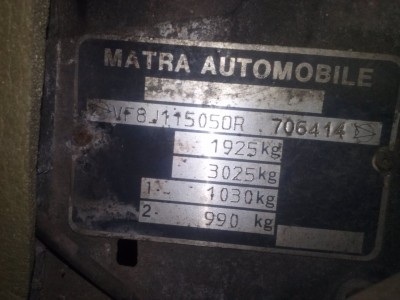 MATRA AUTOMOBILE
VF8J115050R 706414
1925kg
3025kg
1- 1030kg
2- 990 kg